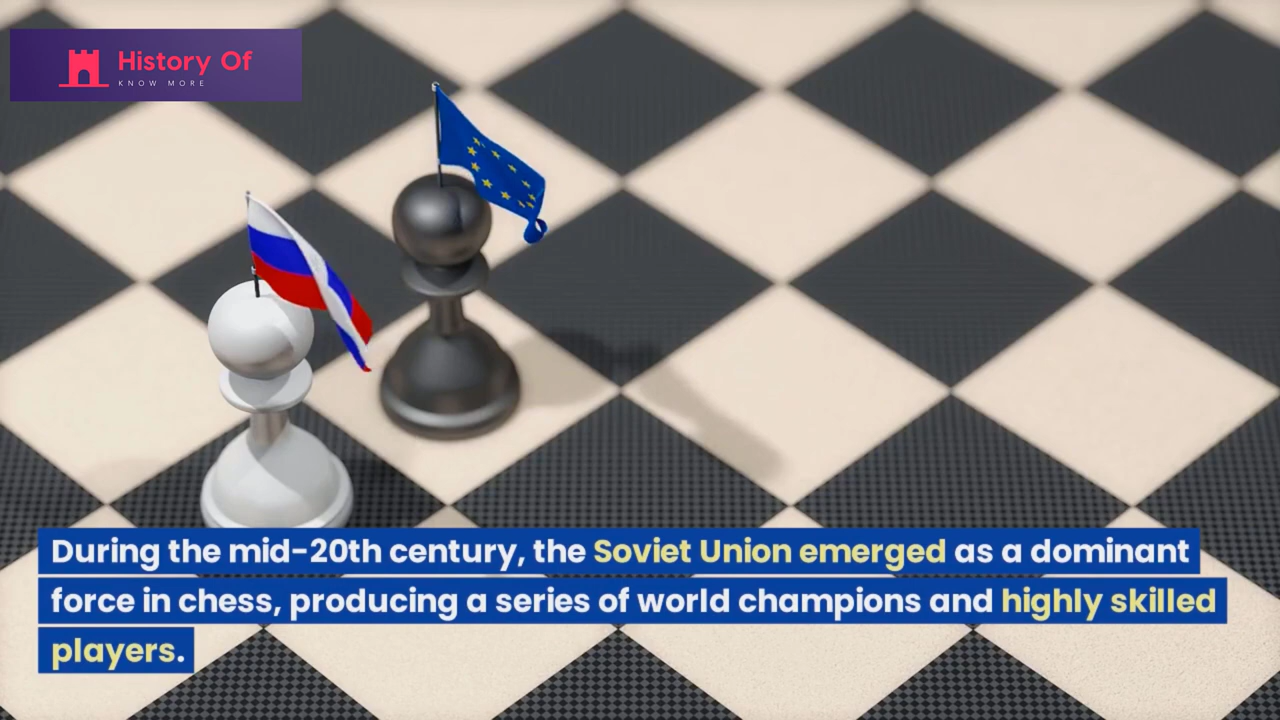 History Of
KNOW MORE
During the mid-20th century, the Soviet Union emerged as a dominant
force in chess, producing a series of world champions and highly skilled
players.